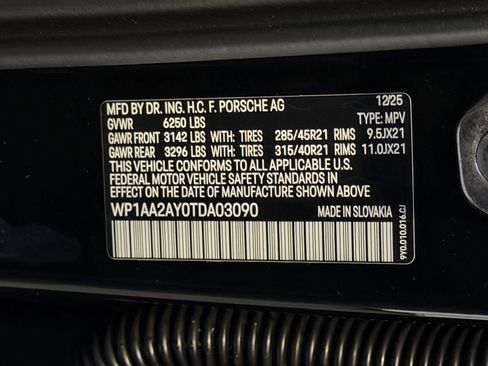 MFD BY DR. ING. H.C. F. PORSCHE AG 12/25
GVWR 6250 LBS TYPE: MPV
GAWR FRONT 3142 LBS WITH: TIRES 285/45R21 RIMS 9.5JX21
GAWR REAR 3296 LBS WITH: TIRES 315/40R21 RIMS 11.0JX21
THIS VEHICLE CONFORMS TO ALL APPLICABLE U.S.
FEDERAL MOTOR VEHICLE SAFETY STANDARDS IN
EFFECT ON THE DATE OF MANUFACTURE SHOWN ABOVE
WP1AA2AY0TDA03090 MADE IN SLOVAKIA
9Y0.010.016.CJ